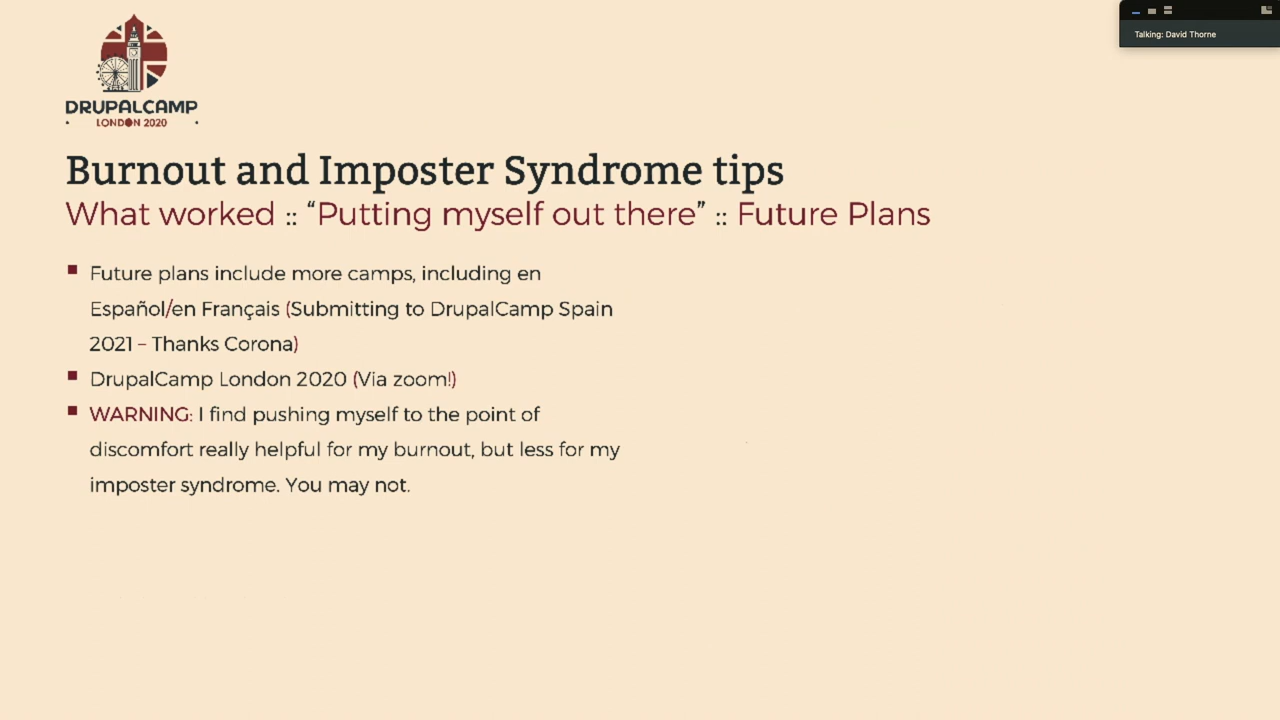 Talking: David Thorne
DRUPALCAMP
LONDON 2020
Burnout and Imposter Syndrome tips
What worked :: “Putting myself out there” :: Future Plans
Future plans include more camps, including en
Español/en Français (Submitting to DrupalCamp Spain
2021 – Thanks Corona)
DrupalCamp London 2020 (Via zoom!)
WARNING: I find pushing myself to the point of
discomfort really helpful for my burnout, but less for my
imposter syndrome. You may not.